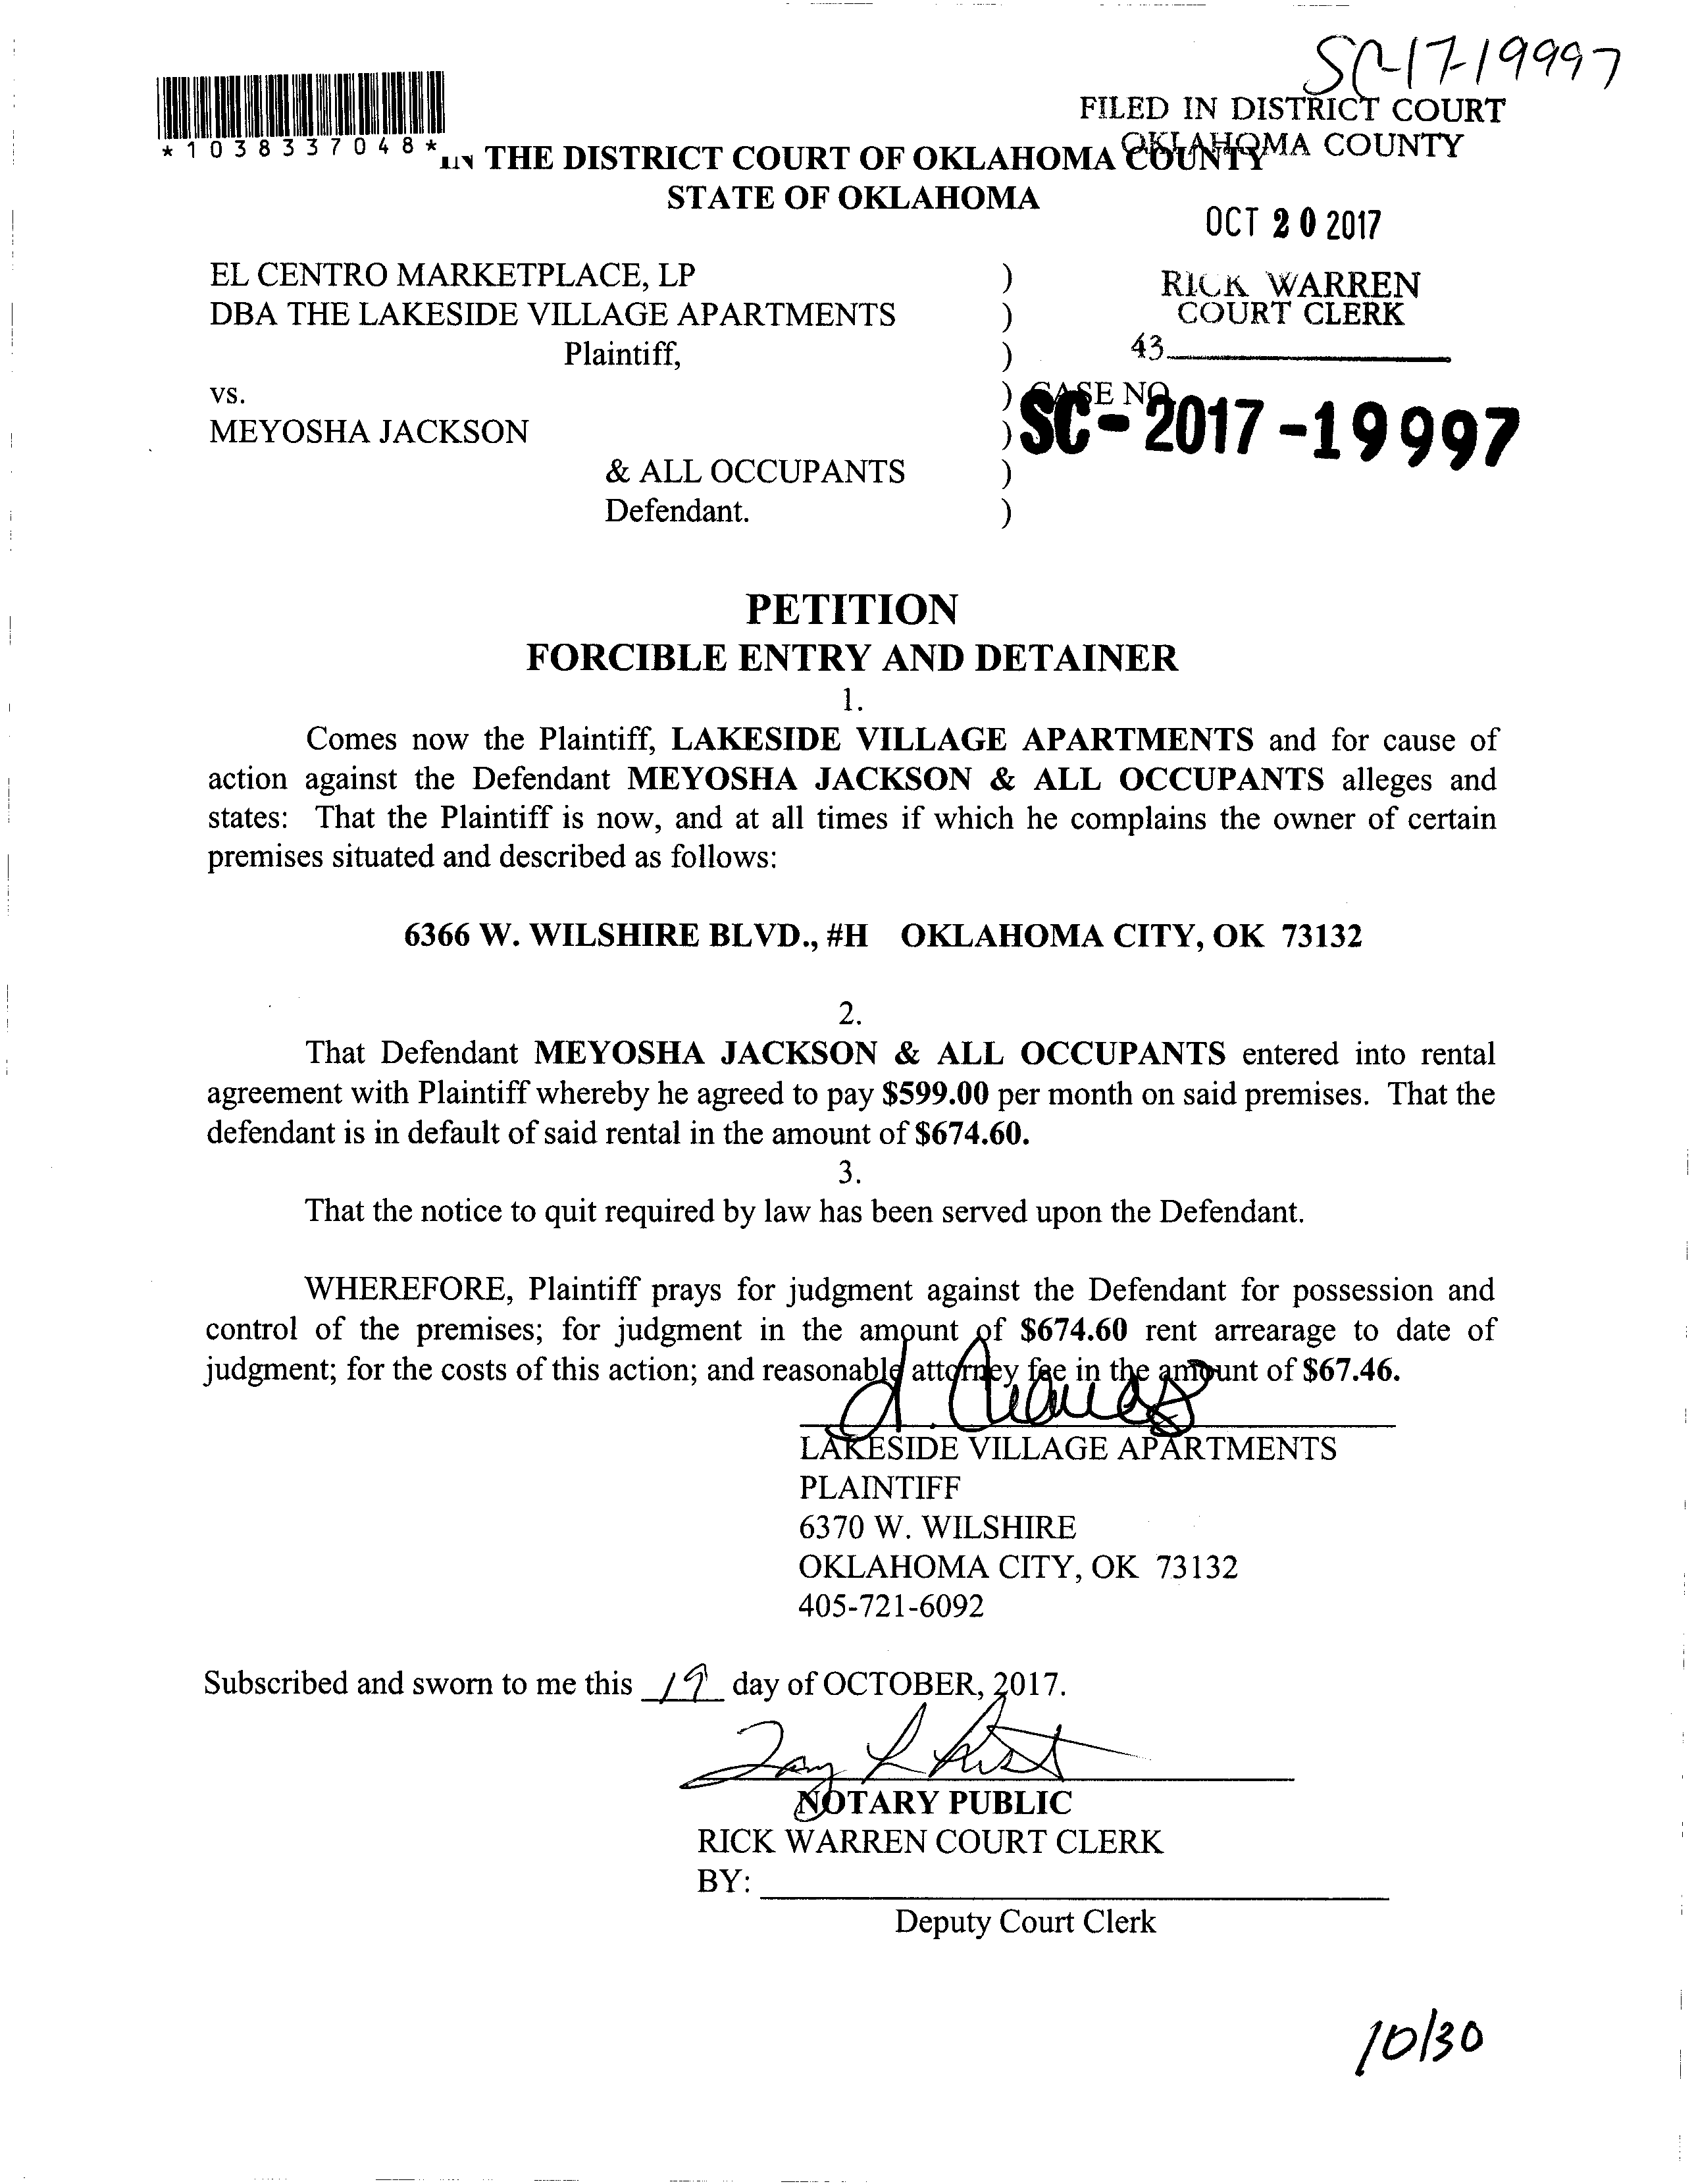 SC-17-19997
FILED IN DISTRICT COURT
OKLAHOMA COUNTY
*1038337048*
IN THE DISTRICT COURT OF OKLAHOMA COUNTY
STATE OF OKLAHOMA
OCT 20 2017
EL CENTRO MARKETPLACE, LP )
RICK WARREN
DBA THE LAKESIDE VILLAGE APARTMENTS )
COURT CLERK
Plaintiff, )
43
vs. ) CASE NO.
SC-2017-19997
MEYOSHA JACKSON )
& ALL OCCUPANTS )
Defendant. )
PETITION
FORCIBLE ENTRY AND DETAINER
1.
Comes now the Plaintiff, LAKESIDE VILLAGE APARTMENTS and for cause of
action against the Defendant MEYOSHA JACKSON & ALL OCCUPANTS alleges and
states: That the Plaintiff is now, and at all times if which he complains the owner of certain
premises situated and described as follows:
6366 W. WILSHIRE BLVD., #H OKLAHOMA CITY, OK 73132
2.
That Defendant MEYOSHA JACKSON & ALL OCCUPANTS entered into rental
agreement with Plaintiff whereby he agreed to pay $599.00 per month on said premises. That the
defendant is in default of said rental in the amount of $674.60.
3.
That the notice to quit required by law has been served upon the Defendant.
WHEREFORE, Plaintiff prays for judgment against the Defendant for possession and
control of the premises; for judgment in the amount of $674.60 rent arrearage to date of
judgment; for the costs of this action; and reasonable attorney fee in the amount of $67.46.
LAKESIDE VILLAGE APARTMENTS
PLAINTIFF
6370 W. WILSHIRE
OKLAHOMA CITY, OK 73132
405-721-6092
Subscribed and sworn to me this 19 day of OCTOBER, 2017.
NOTARY PUBLIC
RICK WARREN COURT CLERK
BY:
Deputy Court Clerk
10/30